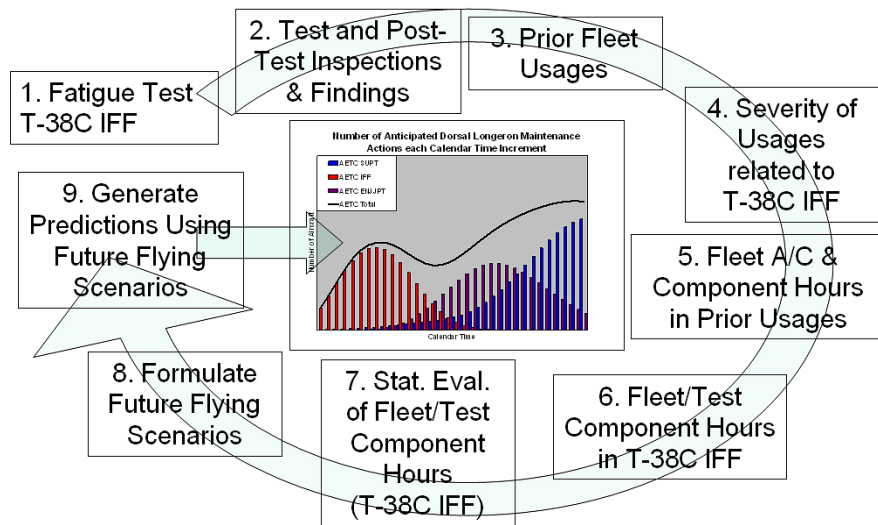 1. Fatigue Test
T-38C IFF
2. Test and Post-
Test Inspections
& Findings
3. Prior Fleet
Usages
4. Severity of
Usages
related to
T-38C IFF
5. Fleet A/C &
Component Hours
in Prior Usages
6. Fleet/Test
Component Hours
in T-38C IFF
7. Stat. Eval.
of Fleet/Test
Component
Hours
(T-38C IFF)
8. Formulate
Future Flying
Scenarios
9. Generate
Predictions Using
Future Flying
Scenarios
Number of Anticipated Dorsal Longeron Maintenance
Actions each Calendar Time Increment
AETC SUPT
AETC IFF
AETC ENJJPT
AETC Total
Number of Aircraft
Calendar Time